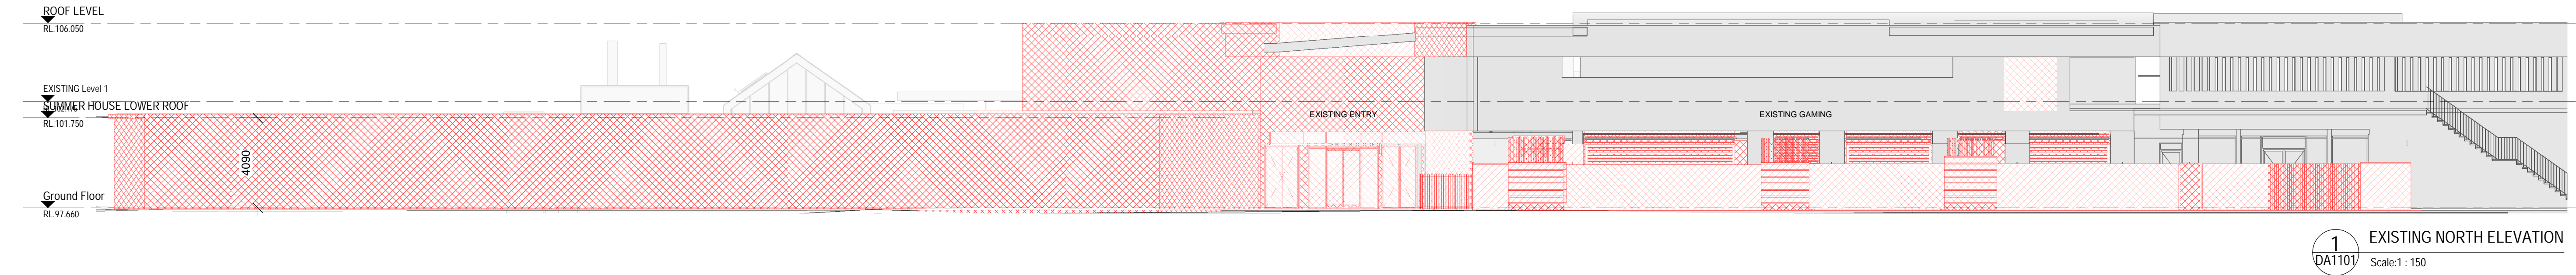 ROOF LEVEL
RL.106.050
EXISTING Level 1
SUMMER HOUSE LOWER ROOF
RL.101.750
4090
Ground Floor
RL.97.660
EXISTING ENTRY
EXISTING GAMING
1
DA1101
EXISTING NORTH ELEVATION
Scale:1 : 150